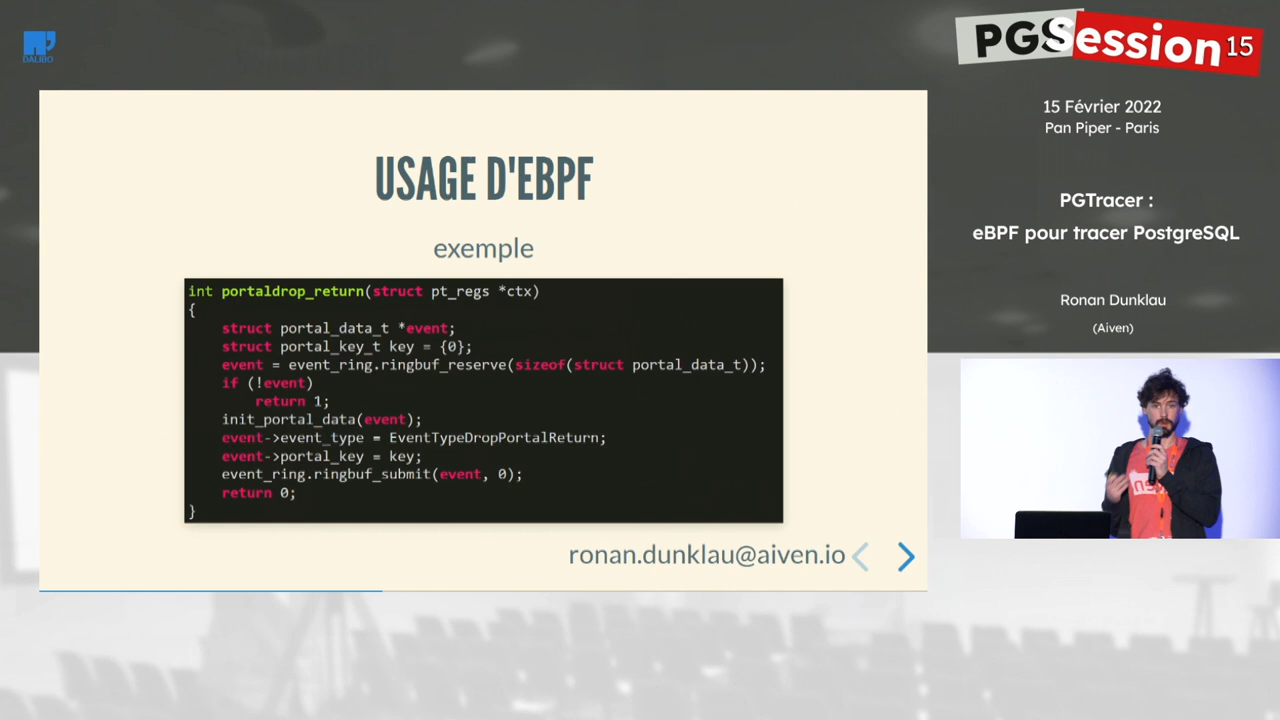 DALIBO
PGSession 15
15 Février 2022
Pan Piper - Paris
PGTracer :
eBPF pour tracer PostgreSQL
Ronan Dunklau
(Aiven)
USAGE D'EBPF
exemple
int portaldrop_return(struct pt_regs *ctx)
{
    struct portal_data_t *event;
    struct portal_key_t key = {0};
    event = event_ring.ringbuf_reserve(sizeof(struct portal_data_t));
    if (!event)
        return 1;
    init_portal_data(event);
    event->event_type = EventTypeDropPortalReturn;
    event->portal_key = key;
    event_ring.ringbuf_submit(event, 0);
    return 0;
}
ronan.dunklau@aiven.io